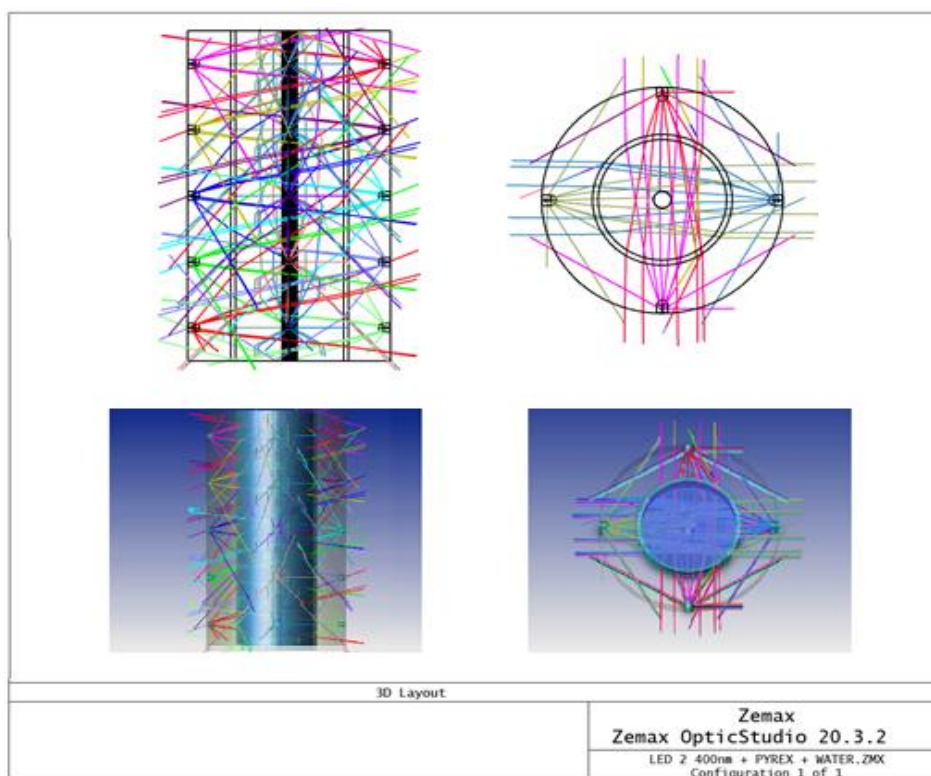 3D Layout
Zemax
Zemax OpticStudio 20.3.2
LED 2 400nm + PYREX + WATER.ZMX
Configuration 1 of 1